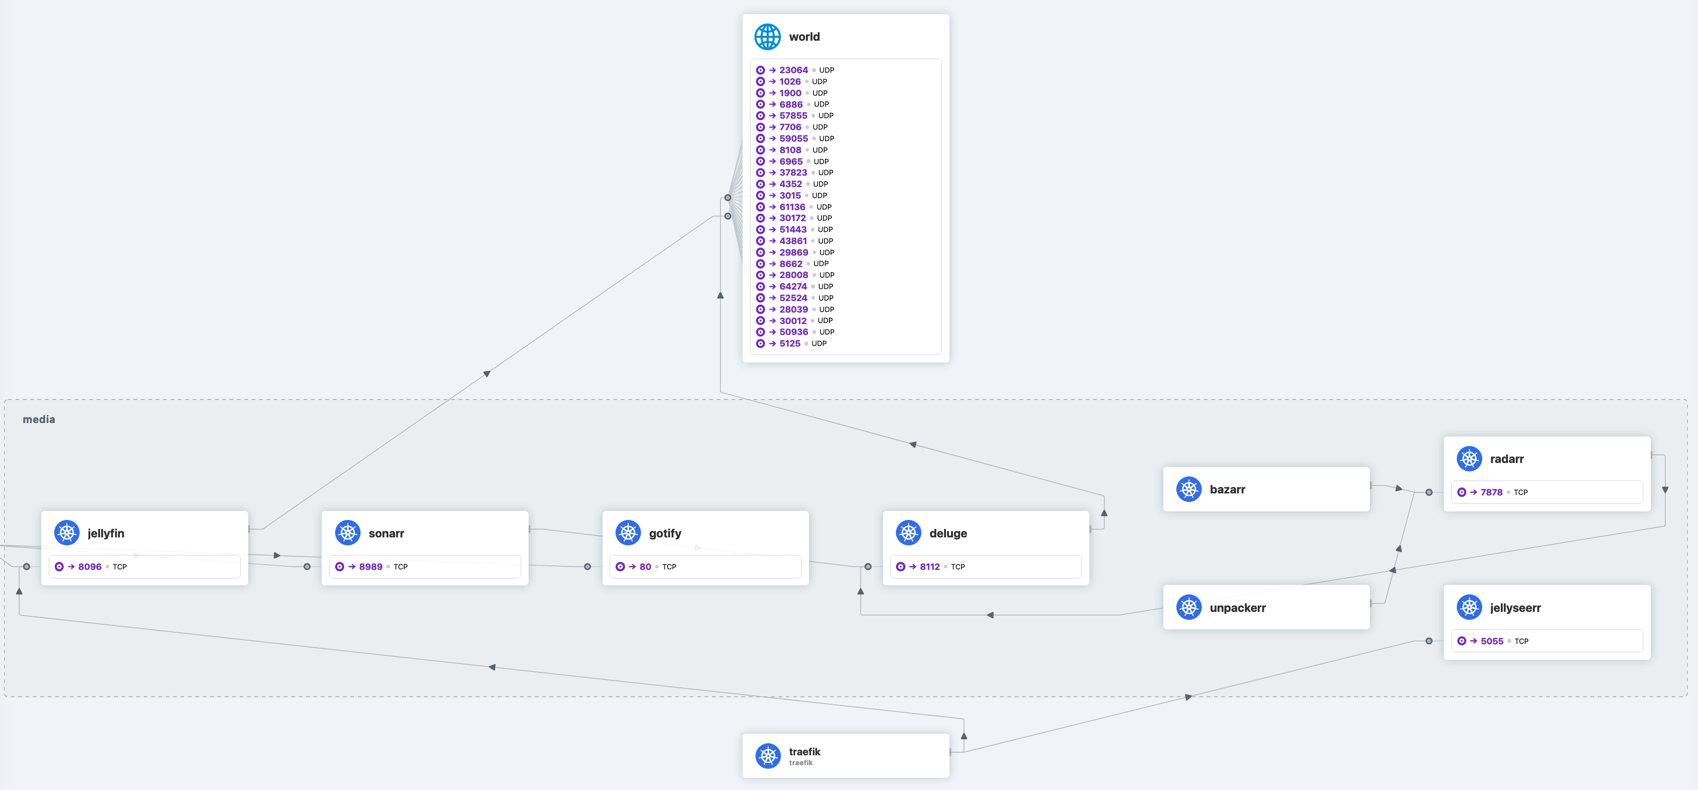 world
→ 23064 • UDP
→ 1026 • UDP
→ 1900 • UDP
→ 6886 • UDP
→ 57855 • UDP
→ 7706 • UDP
→ 59055 • UDP
→ 8108 • UDP
→ 6965 • UDP
→ 37823 • UDP
→ 4352 • UDP
→ 3015 • UDP
→ 61136 • UDP
→ 30172 • UDP
→ 51443 • UDP
→ 43861 • UDP
→ 29869 • UDP
→ 8662 • UDP
→ 28008 • UDP
→ 64274 • UDP
→ 52524 • UDP
→ 28039 • UDP
→ 30012 • UDP
→ 50936 • UDP
→ 5125 • UDP
media
jellyfin
→ 8096 • TCP
sonarr
→ 8989 • TCP
gotify
→ 80 • TCP
deluge
→ 8112 • TCP
bazarr
radarr
→ 7878 • TCP
unpackerr
jellyseerr
→ 5055 • TCP
traefik
traefik